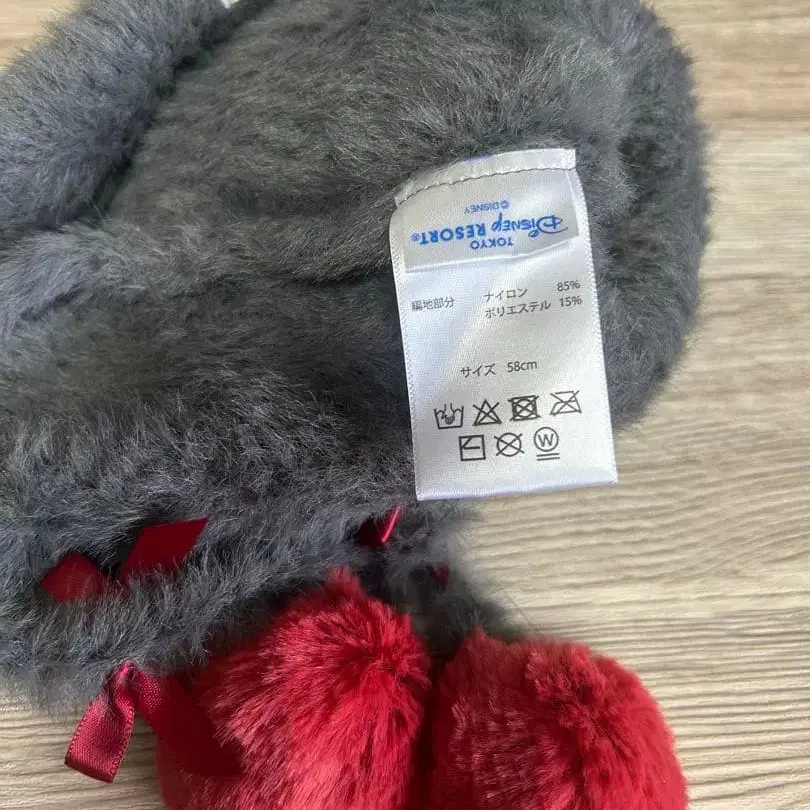 ©DISNEY
TOKYO
DISNEY RESORT®
編地部分 ナイロン 85%
ポリエステル 15%
サイズ 58cm
W